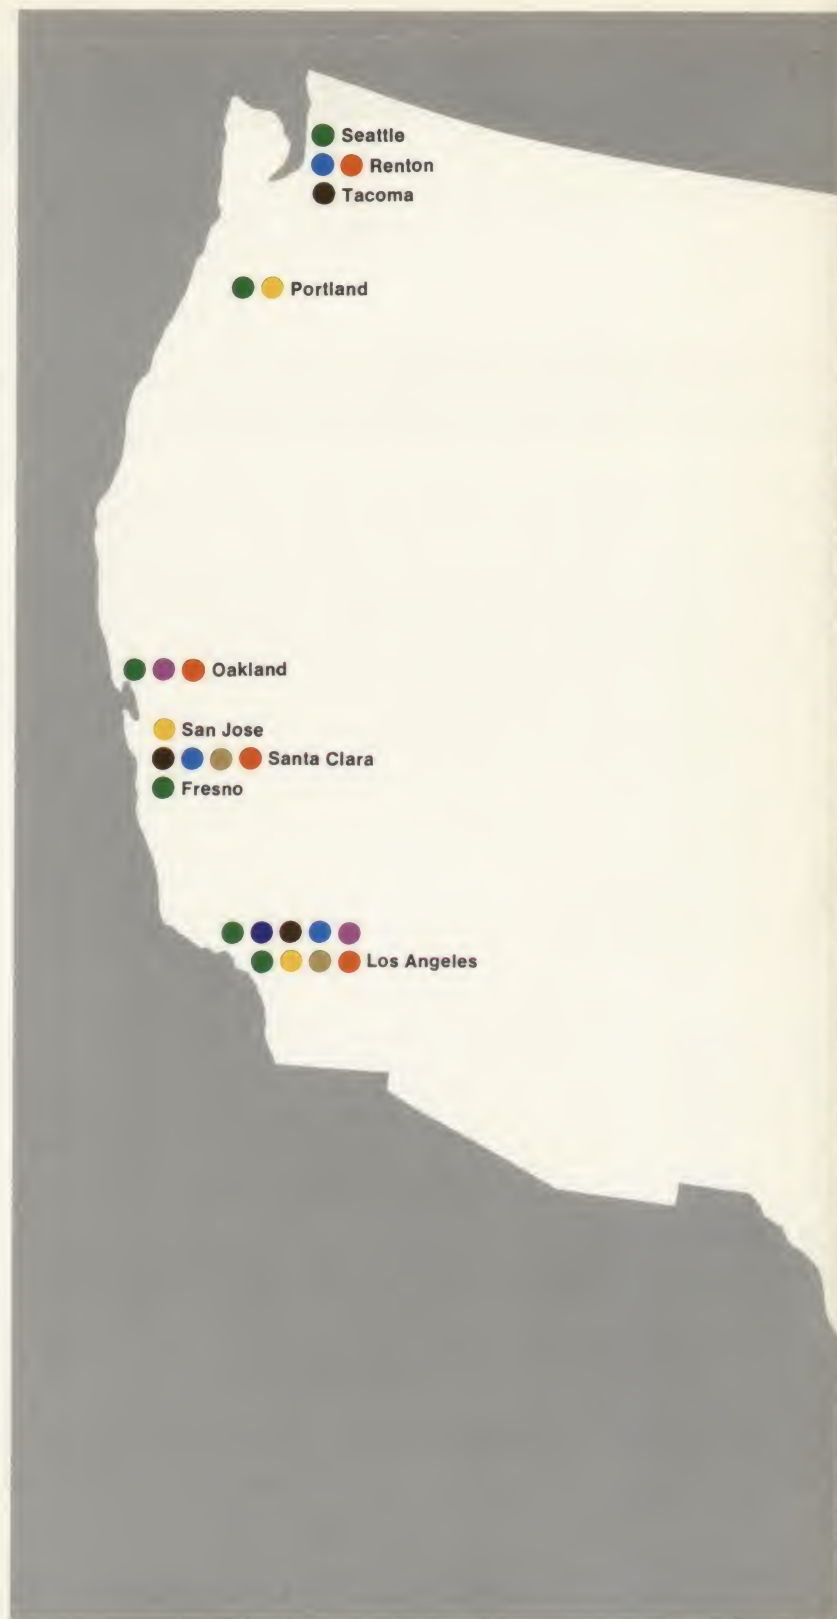 Seattle
Renton
Tacoma
Portland
Oakland
San Jose
Santa Clara
Fresno
Los Angeles